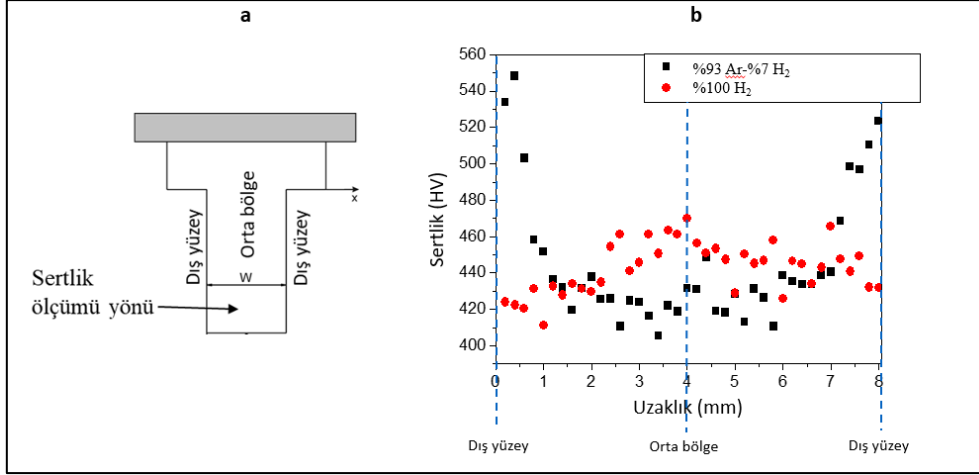 a
Orta bölge
x
Dış yüzey
Dış yüzey
W
Sertlik
ölçümü yönü
b
%93 Ar-%7 H₂
%100 H₂
560
540
520
500
480
460
440
420
400
Sertlik (HV)
0 1 2 3 4 5 6 7 8
Uzaklık (mm)
Dış yüzey Orta bölge Dış yüzey